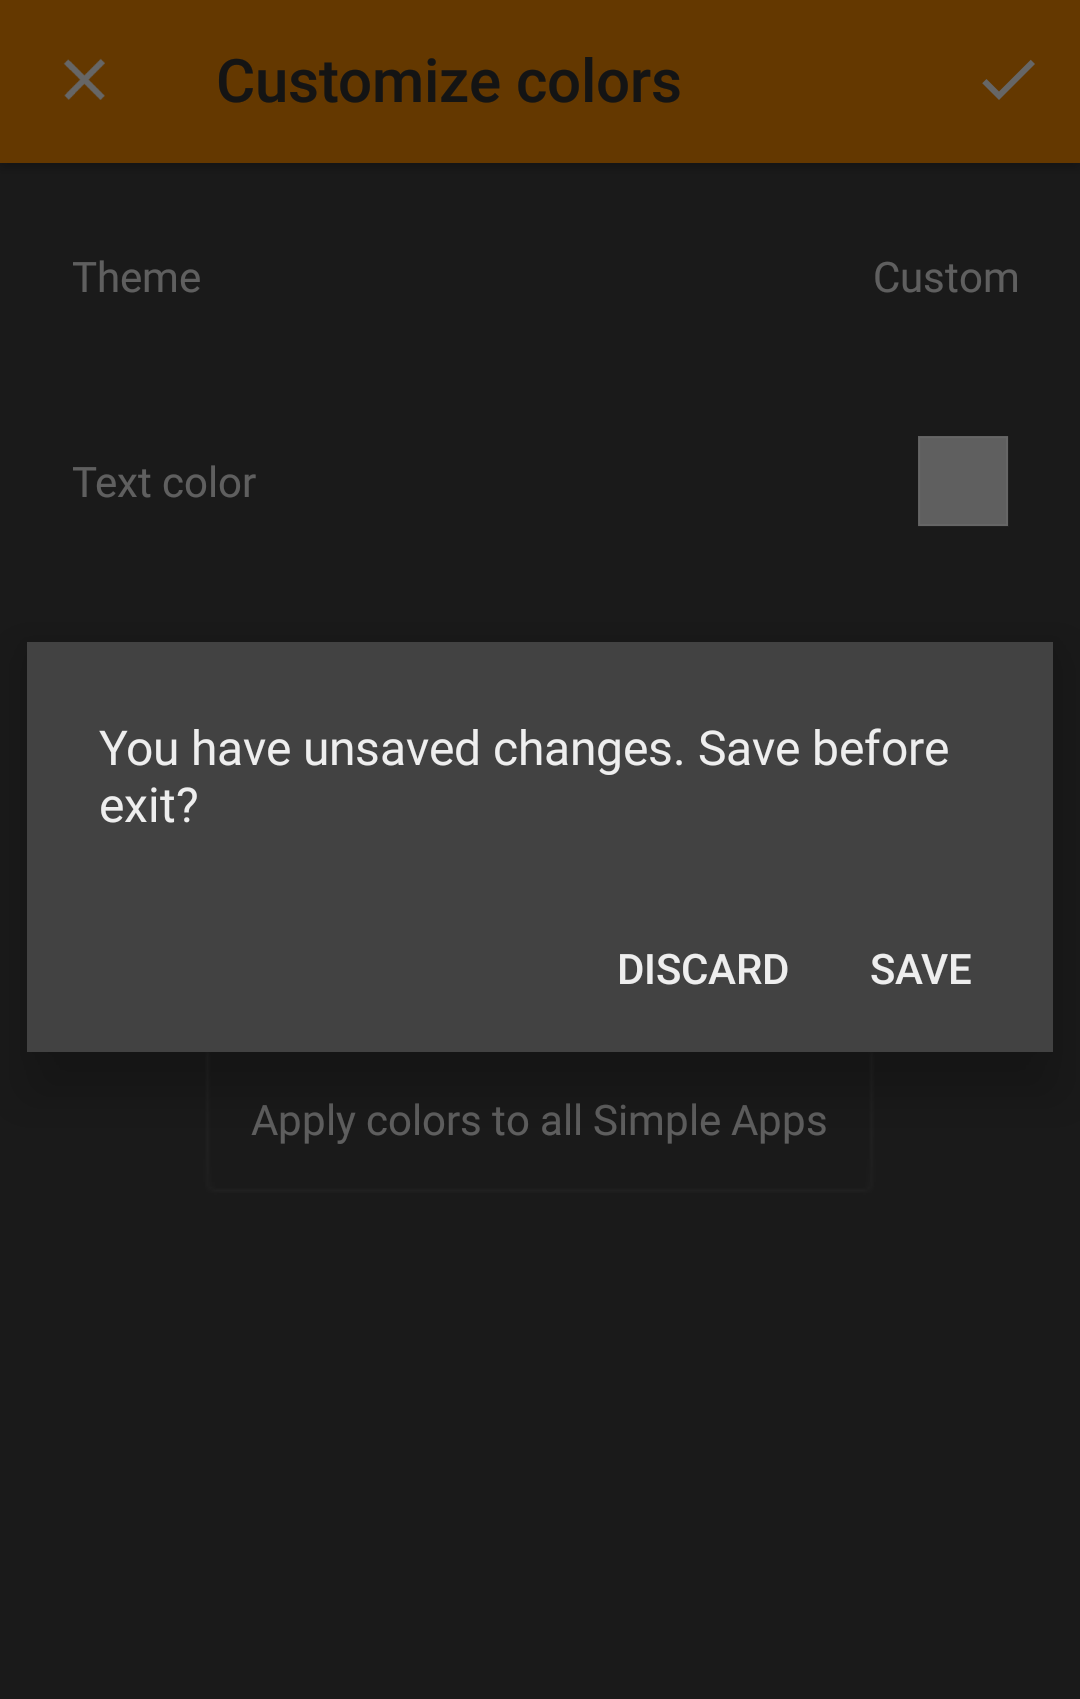 Customize colors
Theme
Custom
Text color
You have unsaved changes. Save before
exit?
DISCARD
SAVE
Apply colors to all Simple Apps